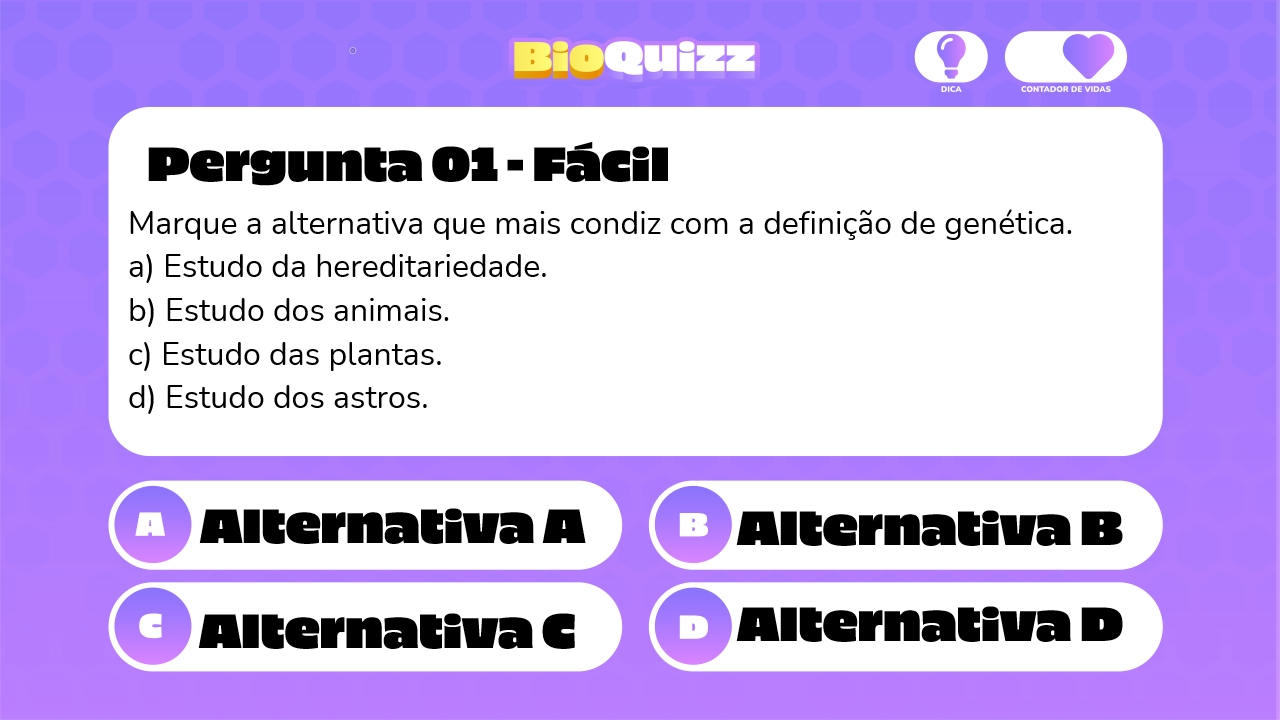 BioQuizz
DICA
CONTADOR DE VIDAS
Pergunta 01 - Fácil
Marque a alternativa que mais condiz com a definição de genética.
a) Estudo da hereditariedade.
b) Estudo dos animais.
c) Estudo das plantas.
d) Estudo dos astros.
A Alternativa A
B Alternativa B
C Alternativa C
D Alternativa D